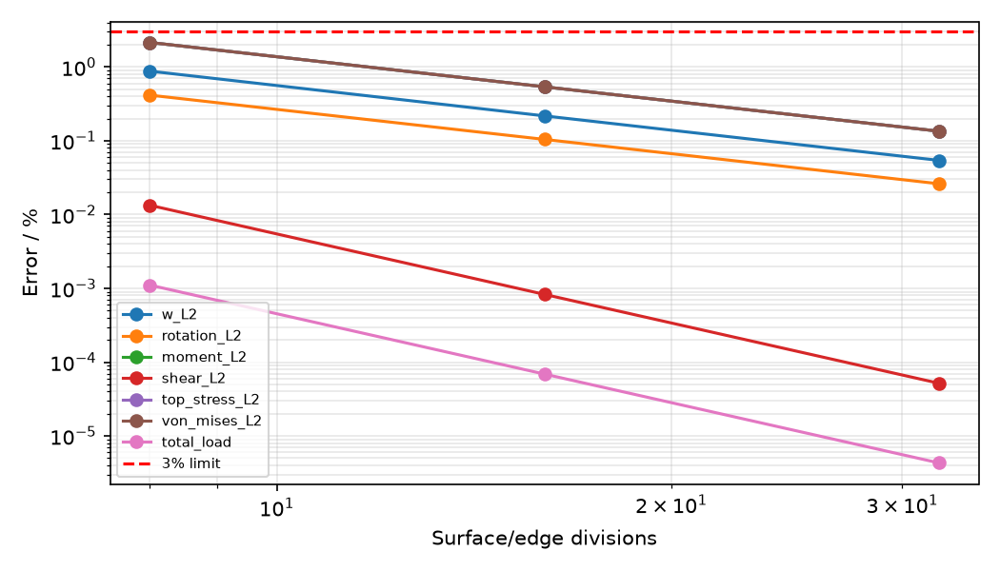 Error / %
10⁰
10⁻¹
10⁻²
10⁻³
10⁻⁴
10⁻⁵
w_L2
rotation_L2
moment_L2
shear_L2
top_stress_L2
von_mises_L2
total_load
3% limit
10¹
2 × 10¹
3 × 10¹
Surface/edge divisions